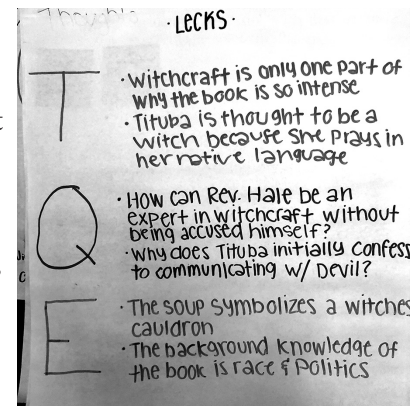 Thoughts
· LECKS ·
T
· Witchcraft is only one part of
why the book is so intense
· Tituba is thought to be a
witch because she prays in
her native language
Q
· How can Rev. Hale be an
expert in witchcraft without
being accused himself?
· Why does Tituba initially confess
to communicating w/ Devil?
E
· The soup symbolizes a witches
cauldron
· The background knowledge of
the book is race & politics